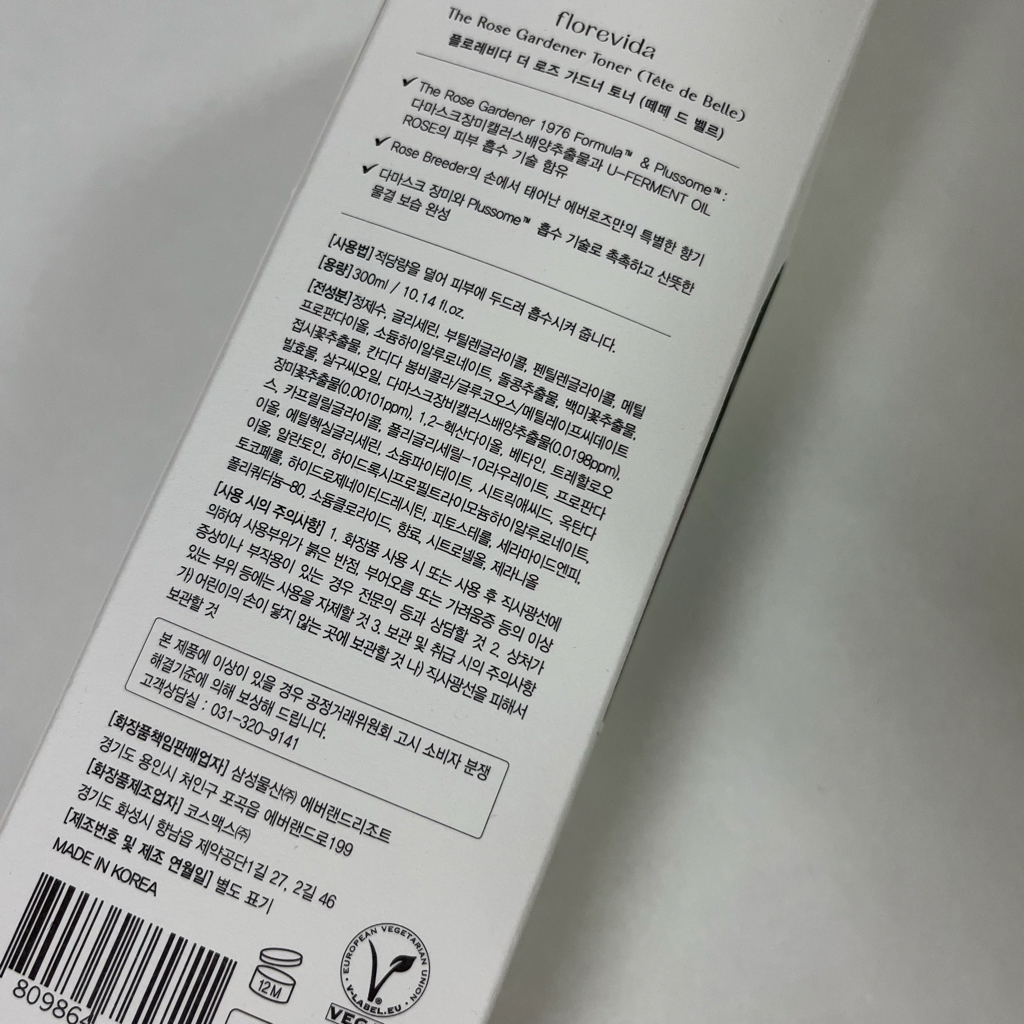 florevida
The Rose Gardener Toner (Tête de Belle)
플로레비다 더 로즈 가드너 토너 (떼떼 드 벨르)
✓ The Rose Gardener 1976 Formula™ & Plussome™:
다마스크장미캘러스배양추출물과 U-FERMENT OIL
ROSE의 피부 흡수 기술 함유
✓ Rose Breeder의 손에서 태어난 에버로즈만의 특별한 향기
✓ 다마스크 장미와 Plussome™ 흡수 기술로 촉촉하고 산뜻한
물결 보습 완성
[사용법] 적당량을 덜어 피부에 두드려 흡수시켜 줍니다.
[용량] 300ml / 10.14 fl.oz.
[전성분] 정제수, 글리세린, 부틸렌글라이콜, 펜틸렌글라이콜, 메틸
프로판다이올, 소듐하이알루로네이트, 돌콩추출물, 백미꽃추출물,
접시꽃추출물, 칸디다 봄비콜라/글루코오스/메틸레이프씨데이트
발효물, 살구씨오일, 다마스크장미캘러스배양추출물(0.0198ppm),
장미꽃추출물(0.00101ppm), 1,2-헥산다이올, 베타인, 트레할로오
스, 카프릴릴글라이콜, 폴리글리세릴-10라우레이트, 프로판다
이올, 에틸헥실글리세린, 소듐파이테이트, 시트릭애씨드, 옥탄다
이올, 알란토인, 하이드록시프로필트라이모늄하이알루로네이트,
토코페롤, 하이드로제네이티드레시틴, 피토스테롤, 세라마이드엔피,
폴리쿼터늄-80, 소듐클로라이드, 향료, 시트로넬올, 제라니올
[사용 시의 주의사항] 1. 화장품 사용 시 또는 사용 후 직사광선에
의하여 사용부위가 붉은 반점, 부어오름 또는 가려움증 등의 이상
증상이나 부작용이 있는 경우 전문의 등과 상담할 것 2. 상처가
있는 부위 등에는 사용을 자제할 것 3. 보관 및 취급 시의 주의사항
가) 어린이의 손이 닿지 않는 곳에 보관할 것 나) 직사광선을 피해서
보관할 것
본 제품에 이상이 있을 경우 공정거래위원회 고시 소비자 분쟁
해결기준에 의해 보상해 드립니다.
고객상담실 : 031-320-9141
[화장품책임판매업자] 삼성물산㈜ 에버랜드리조트
경기도 용인시 처인구 포곡읍 에버랜드로199
[화장품제조업자] 코스맥스㈜
경기도 화성시 향남읍 제약공단1길 27, 2길 46
[제조번호 및 제조 연월일] 별도 표기
MADE IN KOREA
809864
12M
EUROPEAN VEGETARIAN UNION
V-LABEL.EU